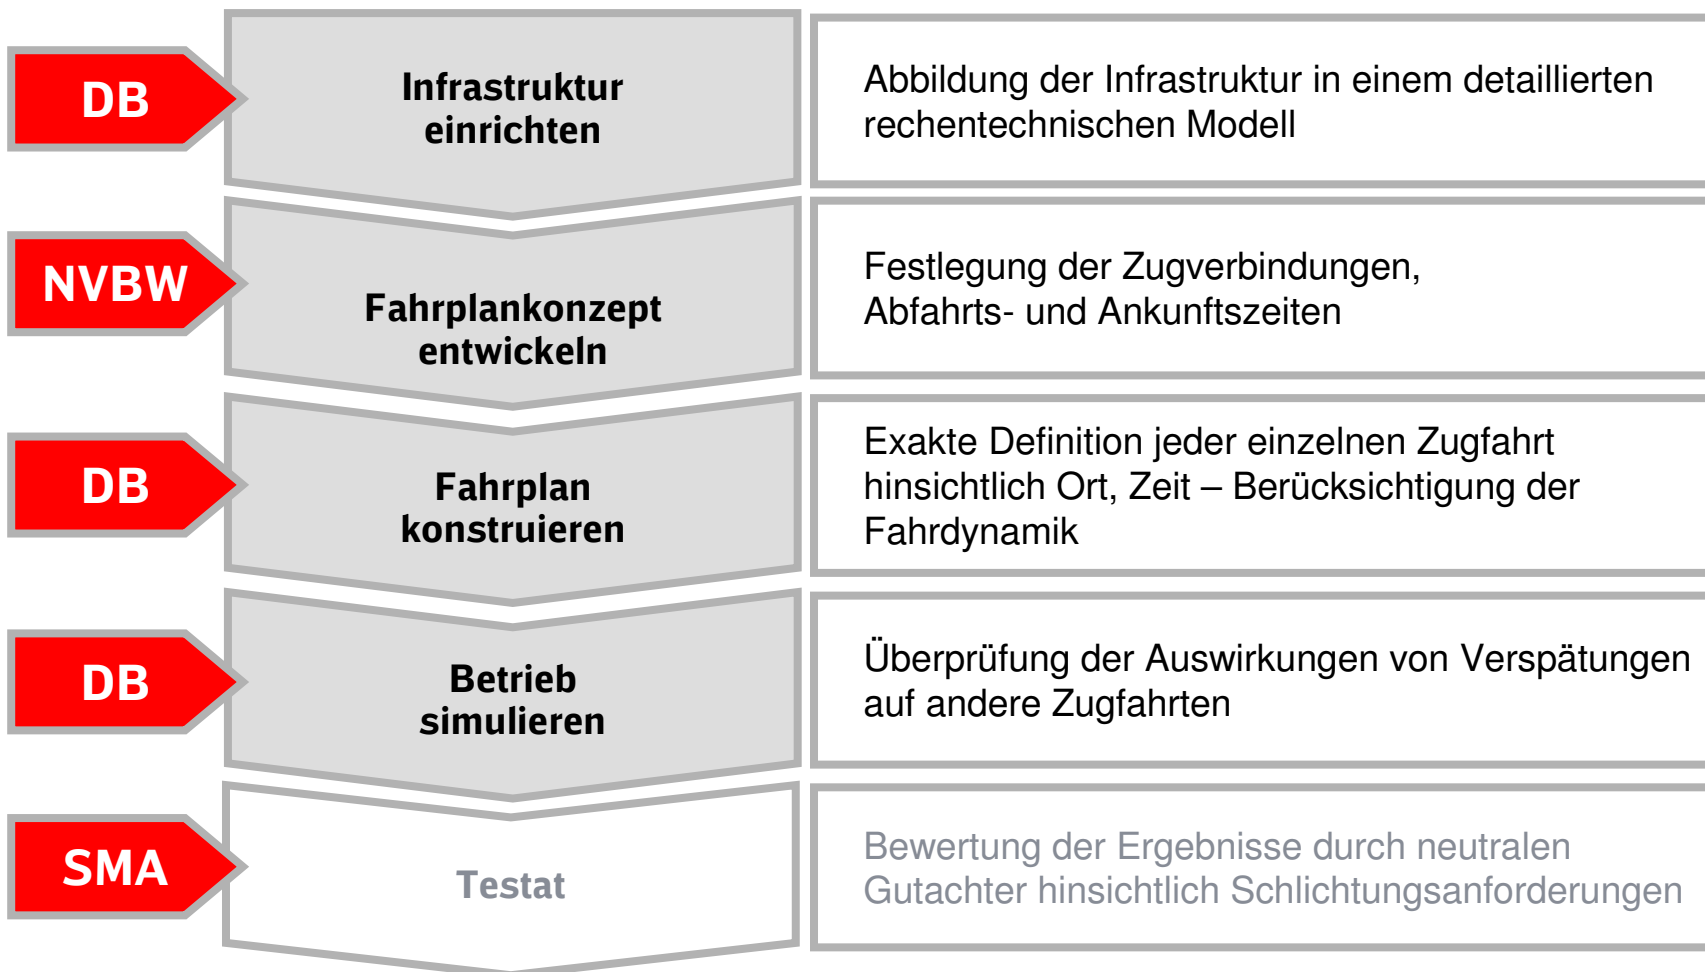 DB
Infrastruktur
einrichten
Abbildung der Infrastruktur in einem detaillierten
rechentechnischen Modell
NVBW
Fahrplankonzept
entwickeln
Festlegung der Zugverbindungen,
Abfahrts- und Ankunftszeiten
DB
Fahrplan
konstruieren
Exakte Definition jeder einzelnen Zugfahrt
hinsichtlich Ort, Zeit – Berücksichtigung der
Fahrdynamik
DB
Betrieb
simulieren
Überprüfung der Auswirkungen von Verspätungen
auf andere Zugfahrten
SMA
Testat
Bewertung der Ergebnisse durch neutralen
Gutachter hinsichtlich Schlichtungsanforderungen